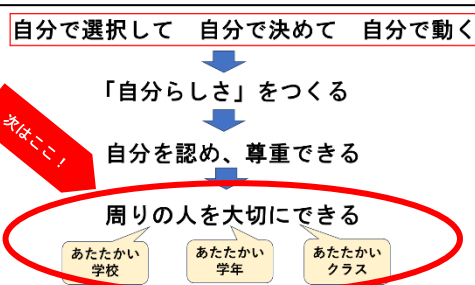 自分で選択して　自分で決めて　自分で動く
「自分らしさ」をつくる
次はここ！
自分を認め、尊重できる
周りの人を大切にできる
あたたかい
学校
あたたかい
学年
あたたかい
クラス